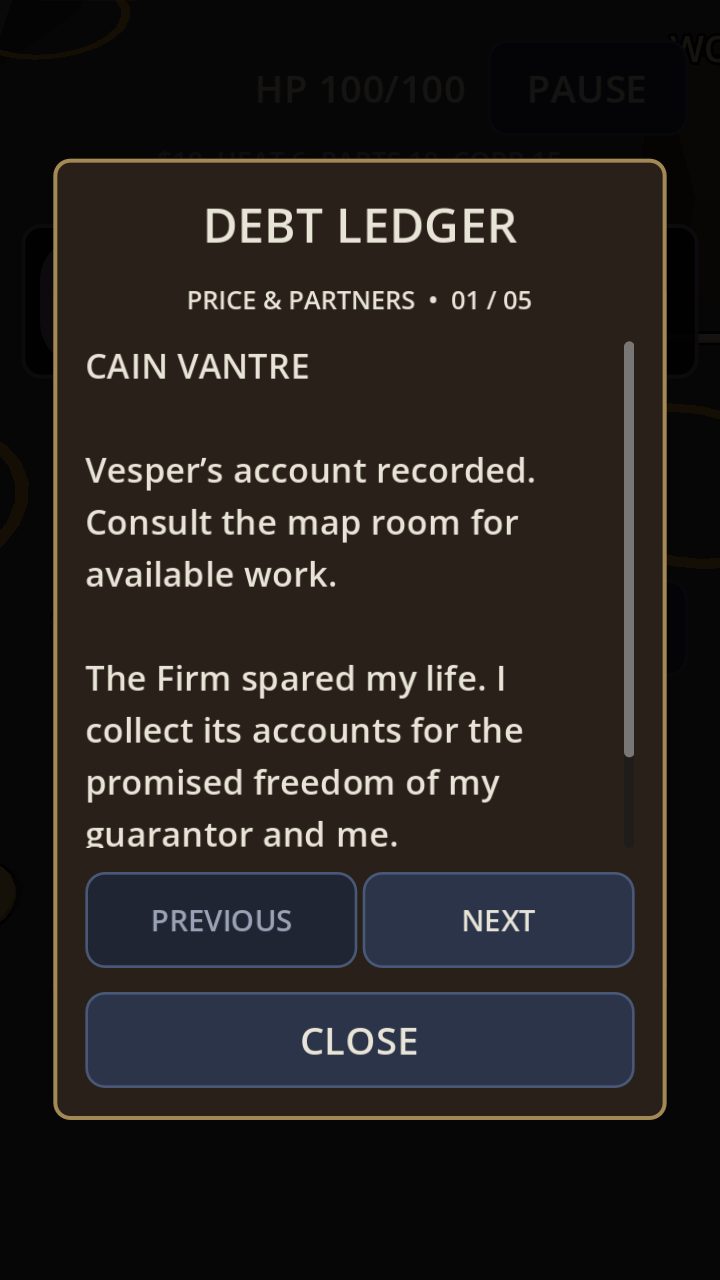 WO
HP 100/100
PAUSE
DEBT LEDGER
PRICE & PARTNERS • 01 / 05
CAIN VANTRE
Vesper’s account recorded.
Consult the map room for
available work.
The Firm spared my life. I
collect its accounts for the
promised freedom of my
guarantor and me.
PREVIOUS
NEXT
CLOSE